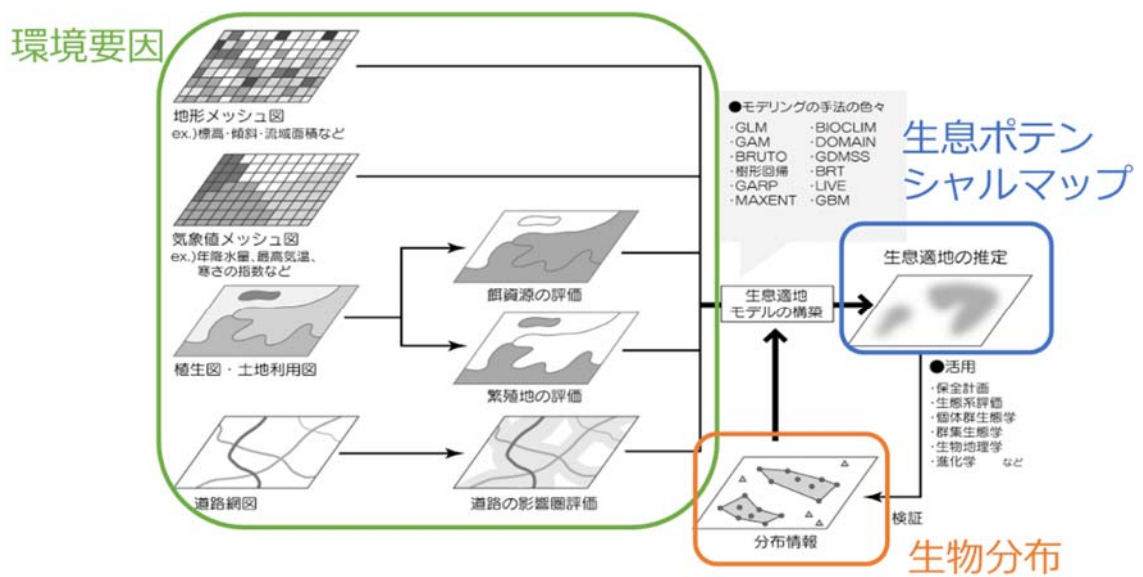 環境要因
地形メッシュ図
ex.)標高・傾斜・流域面積など
気象値メッシュ図
ex.)年降水量、最高気温、
寒さの指数など
植生図・土地利用図
道路網図
餌資源の評価
繁殖地の評価
道路の影響圏評価
●モデリングの手法の色々
・GLM
・GAM
・BRUTO
・樹形回帰
・GARP
・MAXENT
・BIOCLIM
・DOMAIN
・GDMSS
・BRT
・LIVE
・GBM
生息適地
モデルの構築
生息ポテン
シャルマップ
生息適地の推定
●活用
・保全計画
・生態系評価
・個体群生態学
・群集生態学
・生物地理学
・進化学 など
検証
分布情報
生物分布